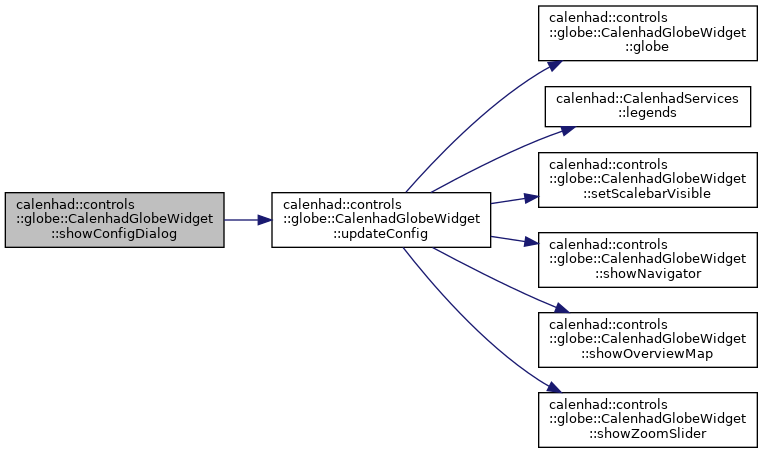 calenhad::controls
::globe::CalenhadGlobeWidget
::showConfigDialog
calenhad::controls
::globe::CalenhadGlobeWidget
::updateConfig
calenhad::controls
::globe::CalenhadGlobeWidget
::globe
calenhad::CalenhadServices
::legends
calenhad::controls
::globe::CalenhadGlobeWidget
::setScalebarVisible
calenhad::controls
::globe::CalenhadGlobeWidget
::showNavigator
calenhad::controls
::globe::CalenhadGlobeWidget
::showOverviewMap
calenhad::controls
::globe::CalenhadGlobeWidget
::showZoomSlider